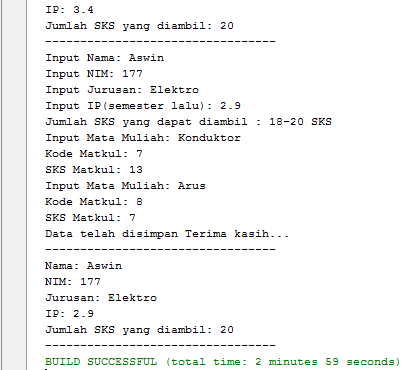 IP: 3.4
Jumlah SKS yang diambil: 20
---------------------------------
Input Nama: Aswin
Input NIM: 177
Input Jurusan: Elektro
Input IP(semester lalu): 2.9
Jumlah SKS yang dapat diambil : 18-20 SKS
Input Mata Muliah: Konduktor
Kode Matkul: 7
SKS Matkul: 13
Input Mata Muliah: Arus
Kode Matkul: 8
SKS Matkul: 7
Data telah disimpan Terima kasih...
---------------------------------
Nama: Aswin
NIM: 177
Jurusan: Elektro
IP: 2.9
Jumlah SKS yang diambil: 20
---------------------------------
BUILD SUCCESSFUL (total time: 2 minutes 59 seconds)